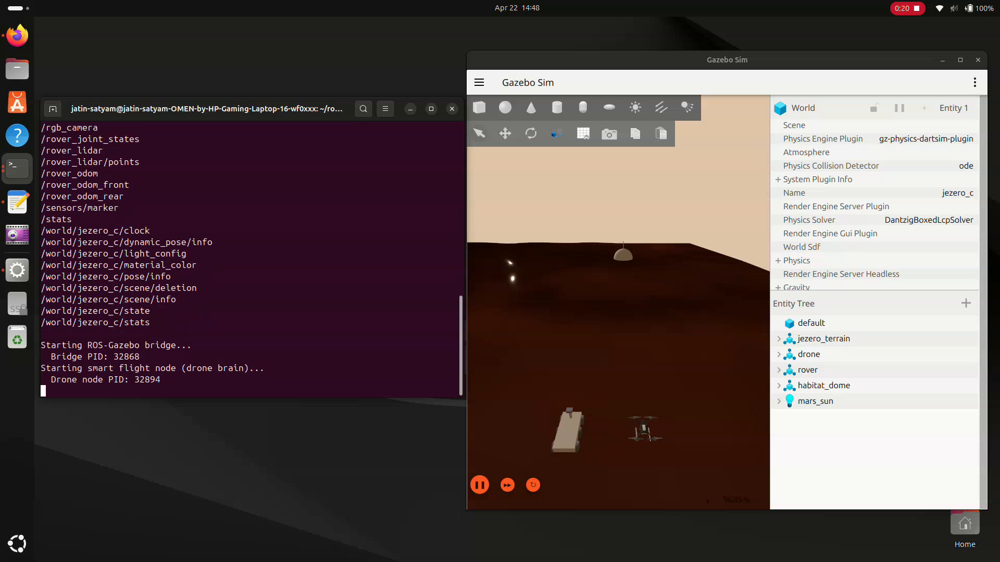 Apr 22 14:48
0:20
100%
Gazebo Sim
Gazebo Sim
jatin-satyam@jatin-satyam-OMEN-by-HP-Gaming-Laptop-16-wf0xxx: ~/ro...
/rgb_camera
/rover_joint_states
/rover_lidar
/rover_lidar/points
/rover_odom
/rover_odom_front
/rover_odom_rear
/sensors/marker
/stats
/world/jezero_c/clock
/world/jezero_c/dynamic_pose/info
/world/jezero_c/light_config
/world/jezero_c/material_color
/world/jezero_c/pose/info
/world/jezero_c/scene/deletion
/world/jezero_c/scene/info
/world/jezero_c/state
/world/jezero_c/stats
Starting ROS-Gazebo bridge...
Bridge PID: 32868
Starting smart flight node (drone brain)...
Drone node PID: 32894
World Entity 1
Scene
Physics Engine Plugin gz-physics-dartsim-plugin
Atmosphere
Physics Collision Detector ode
System Plugin Info
Name jezero_c
Render Engine Server Plugin
Physics Solver DantzigBoxedLcpSolver
Render Engine Gui Plugin
World Sdf
Physics
Render Engine Server Headless
Gravity
Entity Tree
default
jezero_terrain
drone
rover
habitat_dome
mars_sun
98.33 %
Home